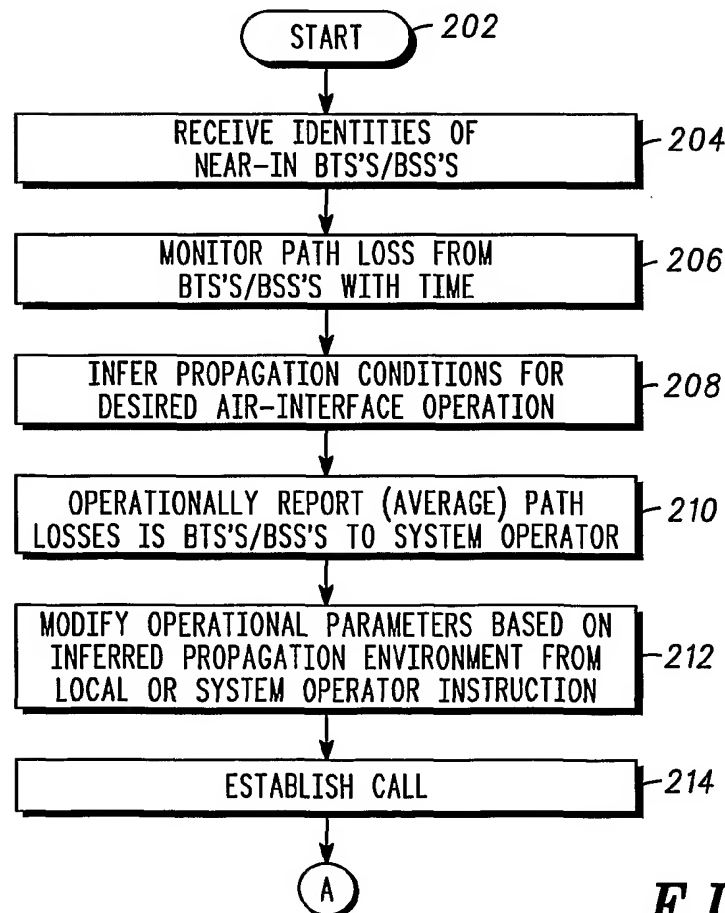 START
202
RECEIVE IDENTITIES OF
NEAR-IN BTS'S/BSS'S
204
MONITOR PATH LOSS FROM
BTS'S/BSS'S WITH TIME
206
INFER PROPAGATION CONDITIONS FOR
DESIRED AIR-INTERFACE OPERATION
208
OPERATIONALLY REPORT (AVERAGE) PATH
LOSSES IS BTS'S/BSS'S TO SYSTEM OPERATOR
210
MODIFY OPERATIONAL PARAMETERS BASED ON
INFERRED PROPAGATION ENVIRONMENT FROM
LOCAL OR SYSTEM OPERATOR INSTRUCTION
212
ESTABLISH CALL
214
A